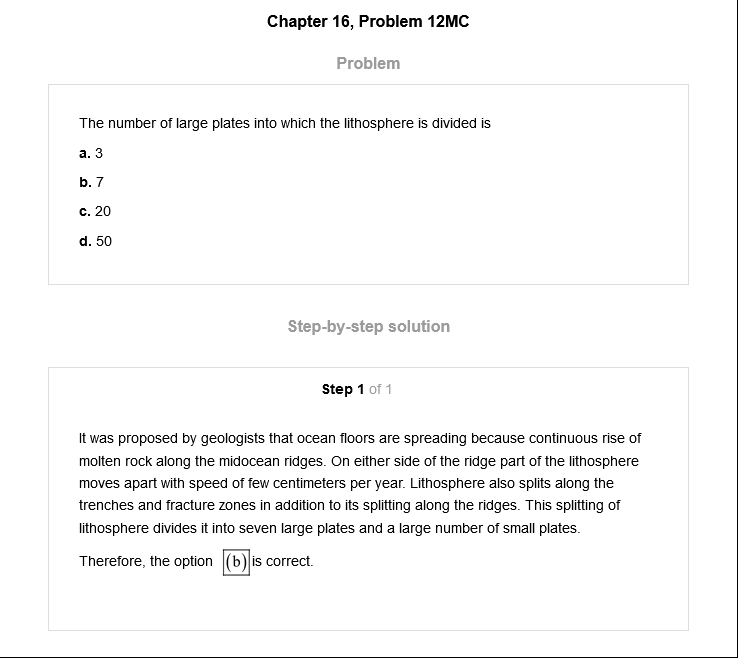 Chapter 16, Problem 12MC
Problem
The number of large plates into which the lithosphere is divided is
a. 3
b. 7
c. 20
d. 50
Step-by-step solution
Step 1 of 1
It was proposed by geologists that ocean floors are spreading because continuous rise of
molten rock along the midocean ridges. On either side of the ridge part of the lithosphere
moves apart with speed of few centimeters per year. Lithosphere also splits along the
trenches and fracture zones in addition to its splitting along the ridges. This splitting of
lithosphere divides it into seven large plates and a large number of small plates.
Therefore, the option (b) is correct.